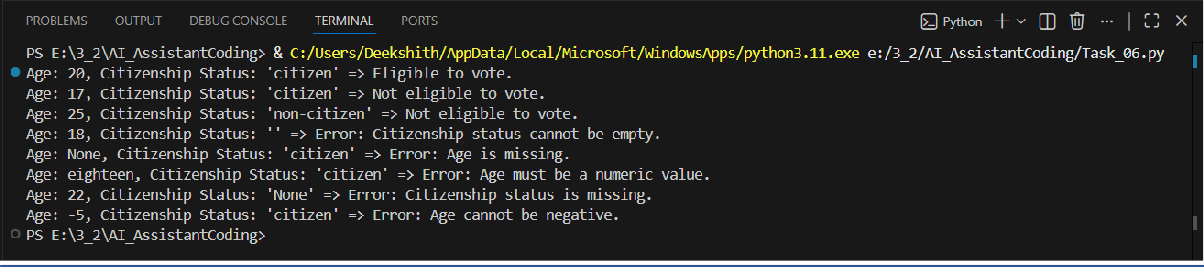 PROBLEMS OUTPUT DEBUG CONSOLE TERMINAL PORTS Python
PS E:\3_2\AI_AssistantCoding> & C:/Users/Deekshith/AppData/Local/Microsoft/WindowsApps/python3.11.exe e:/3_2/AI_AssistantCoding/Task_06.py
Age: 20, Citizenship Status: 'citizen' => Eligible to vote.
Age: 17, Citizenship Status: 'citizen' => Not eligible to vote.
Age: 25, Citizenship Status: 'non-citizen' => Not eligible to vote.
Age: 18, Citizenship Status: '' => Error: Citizenship status cannot be empty.
Age: None, Citizenship Status: 'citizen' => Error: Age is missing.
Age: eighteen, Citizenship Status: 'citizen' => Error: Age must be a numeric value.
Age: 22, Citizenship Status: 'None' => Error: Citizenship status is missing.
Age: -5, Citizenship Status: 'citizen' => Error: Age cannot be negative.
PS E:\3_2\AI_AssistantCoding>